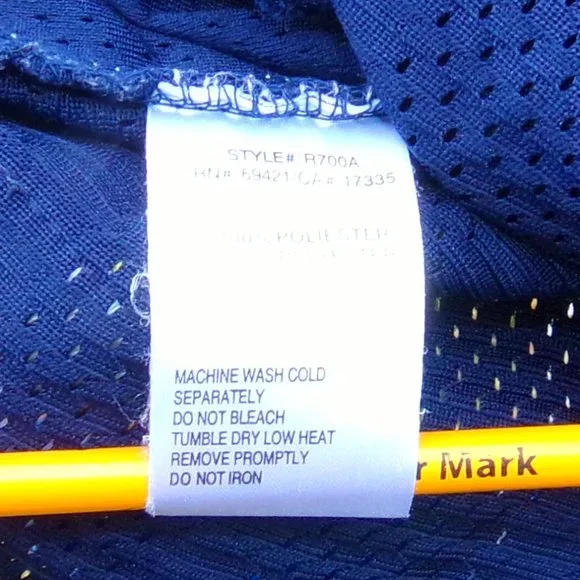 STYLE# R700A
RN# 69421/CA# 17335
100% POLIESTER
MACHINE WASH COLD
SEPARATELY
DO NOT BLEACH
TUMBLE DRY LOW HEAT
REMOVE PROMPTLY
DO NOT IRON
r Mark